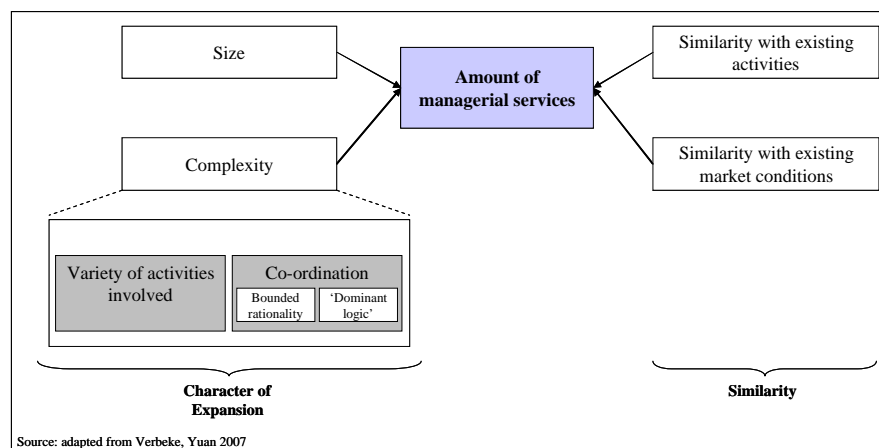 Size
Amount of
managerial services
Similarity with existing
activities
Complexity
Similarity with existing
market conditions
Variety of activities
involved
Co-ordination
Bounded
rationality
‘Dominant
logic’
Character of
Expansion
Similarity
Source: adapted from Verbeke, Yuan 2007